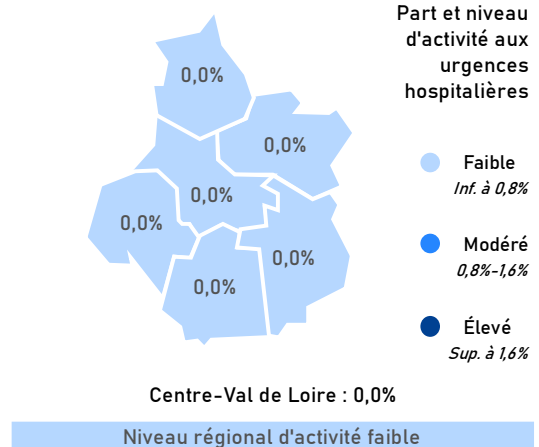 Part et niveau
d'activité aux
urgences
hospitalières
0,0%
0,0%
0,0%
0,0%
0,0%
0,0%
Faible
Inf. à 0,8%
Modéré
0,8%-1,6%
Élevé
Sup. à 1,6%
Centre-Val de Loire : 0,0%
Niveau régional d'activité faible